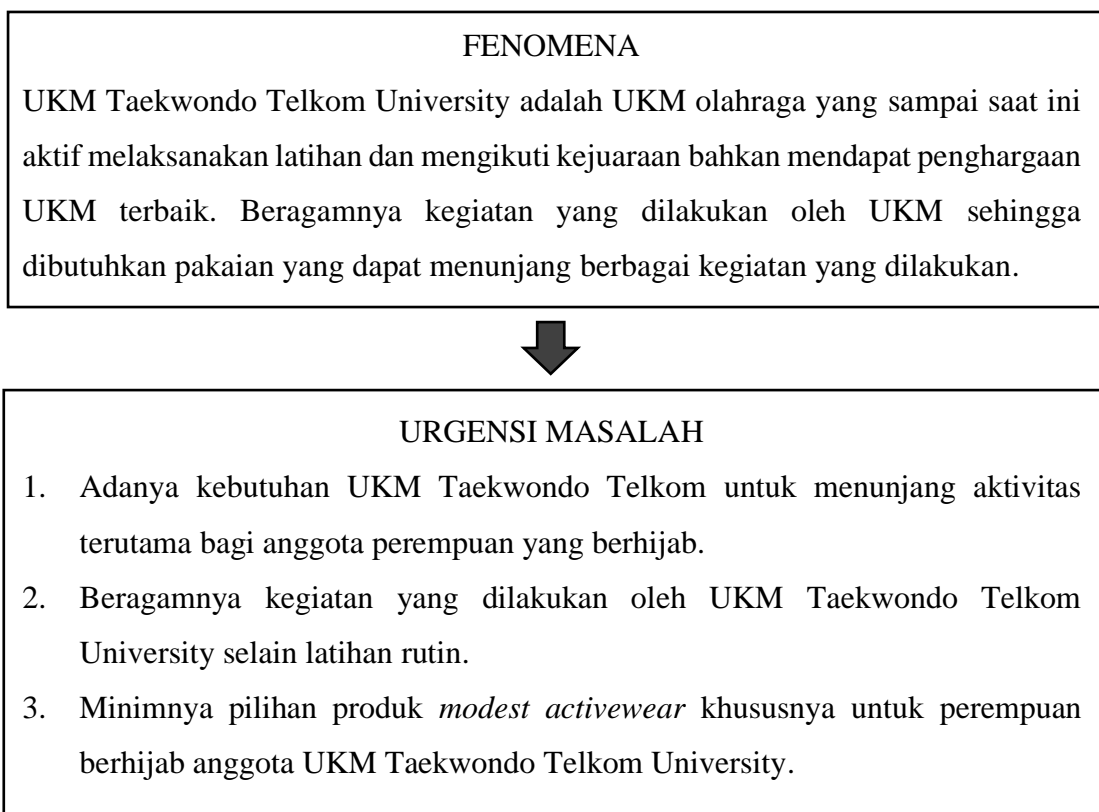 FENOMENA
UKM Taekwondo Telkom University adalah UKM olahraga yang sampai saat ini
aktif melaksanakan latihan dan mengikuti kejuaraan bahkan mendapat penghargaan
UKM terbaik. Beragamnya kegiatan yang dilakukan oleh UKM sehingga
dibutuhkan pakaian yang dapat menunjang berbagai kegiatan yang dilakukan.
URGENSI MASALAH
1. Adanya kebutuhan UKM Taekwondo Telkom untuk menunjang aktivitas
terutama bagi anggota perempuan yang berhijab.
2. Beragamnya kegiatan yang dilakukan oleh UKM Taekwondo Telkom
University selain latihan rutin.
3. Minimnya pilihan produk modest activewear khususnya untuk perempuan
berhijab anggota UKM Taekwondo Telkom University.